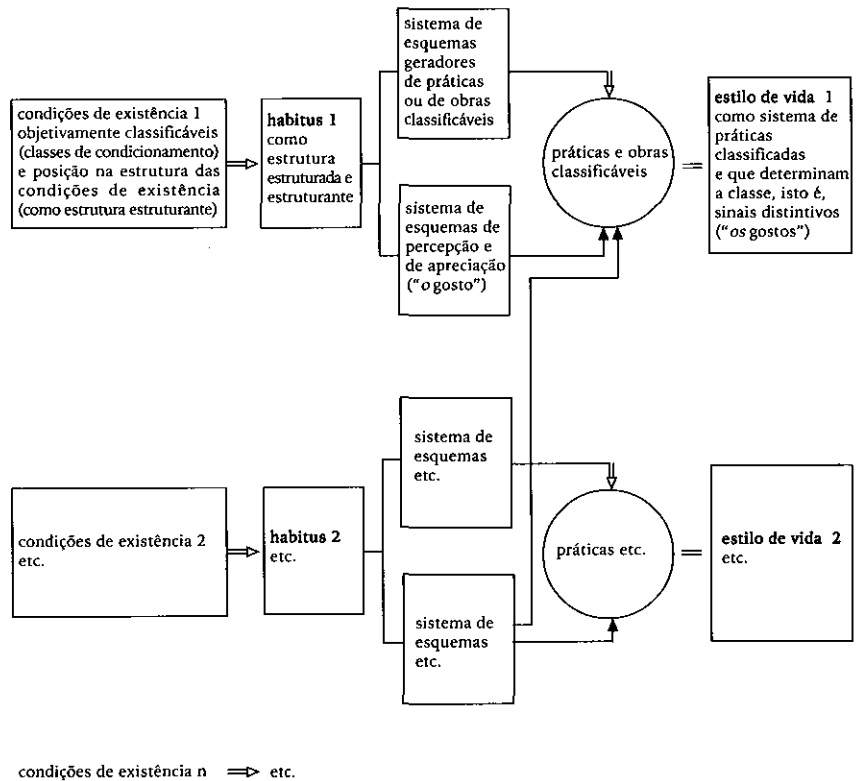 condições de existência 1
objetivamente classificáveis
(classes de condicionamento)
e posição na estrutura das
condições de existência
(como estrutura estruturante)
habitus 1
como
estrutura
estruturada e
estruturante
sistema de
esquemas
geradores
de práticas
ou de obras
classificáveis
sistema de
esquemas de
percepção e
de apreciação
("o gosto")
práticas e obras
classificáveis
estilo de vida 1
como sistema de
práticas
classificadas
e que determinam
a classe, isto é,
sinais distintivos
("os gostos")
condições de existência 2
etc.
habitus 2
etc.
sistema de
esquemas
etc.
sistema de
esquemas
etc.
práticas etc.
estilo de vida 2
etc.
condições de existência n
etc.